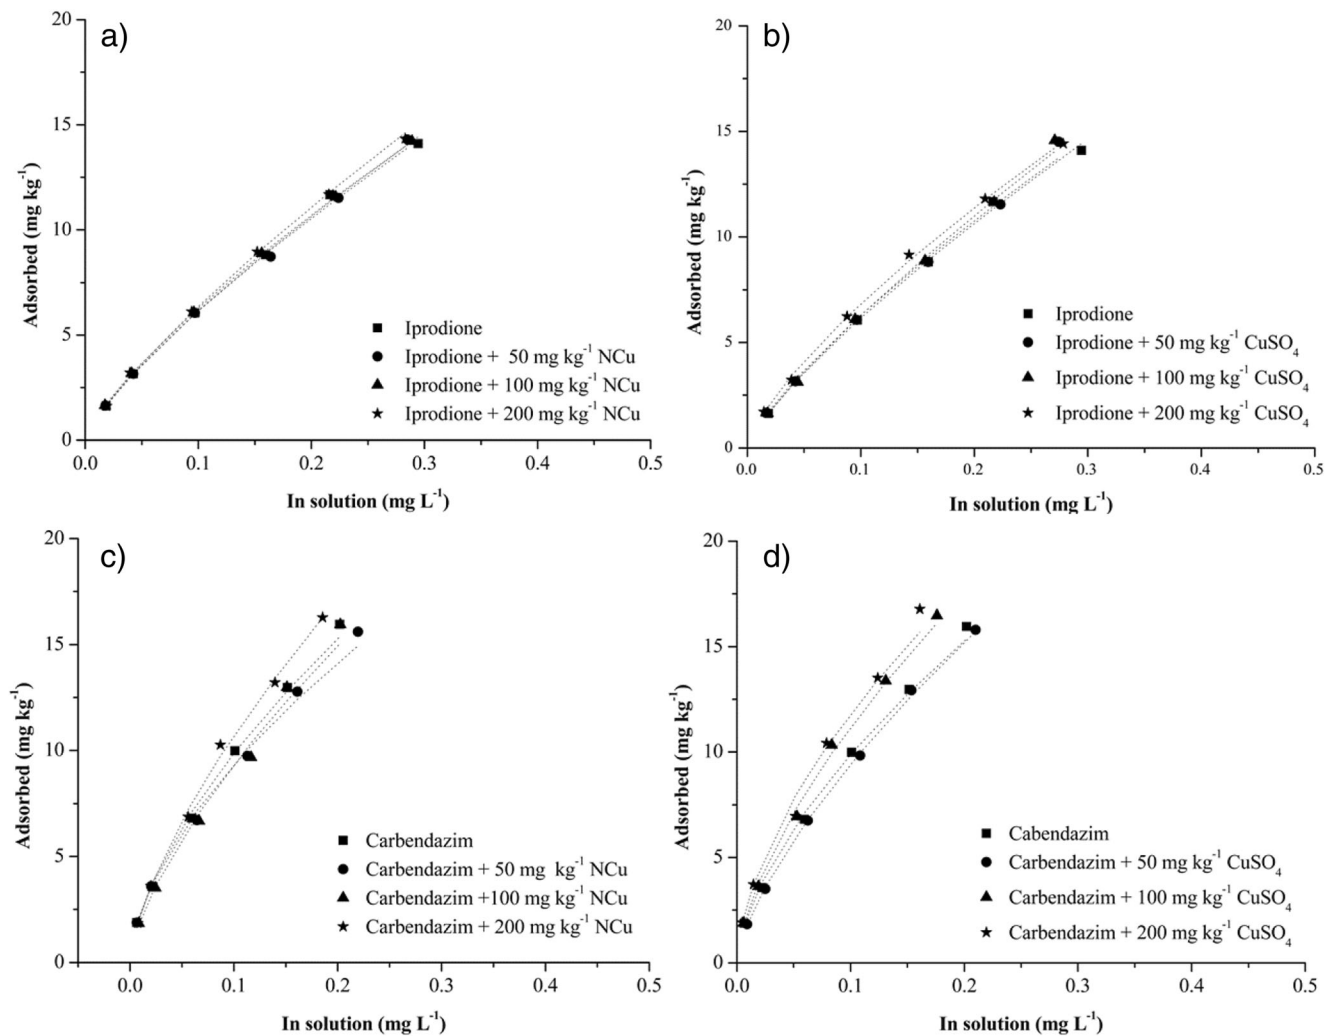 a)
20
15
10
5
0
Adsorbed (mg kg-1)
0.0 0.1 0.2 0.3 0.4 0.5
In solution (mg L-1)
Iprodione
Iprodione + 50 mg kg-1 NCu
Iprodione + 100 mg kg-1 NCu
Iprodione + 200 mg kg-1 NCu
b)
20
15
10
5
0
Adsorbed (mg kg-1)
0.0 0.1 0.2 0.3 0.4 0.5
In solution (mg L-1)
Iprodione
Iprodione + 50 mg kg-1 CuSO4
Iprodione + 100 mg kg-1 CuSO4
Iprodione + 200 mg kg-1 CuSO4
c)
20
15
10
5
0
Adsorbed (mg kg-1)
0.0 0.1 0.2 0.3 0.4 0.5
In solution (mg L-1)
Carbendazim
Carbendazim + 50 mg kg-1 NCu
Carbendazim +100 mg kg-1 NCu
Carbendazim + 200 mg kg-1 NCu
d)
20
15
10
5
0
Adsorbed (mg kg-1)
0.0 0.1 0.2 0.3 0.4 0.5
In solution (mg L-1)
Cabendazim
Carbendazim + 50 mg kg-1 CuSO4
Carbendazim + 100 mg kg-1 CuSO4
Carbendazim + 200 mg kg-1 CuSO4